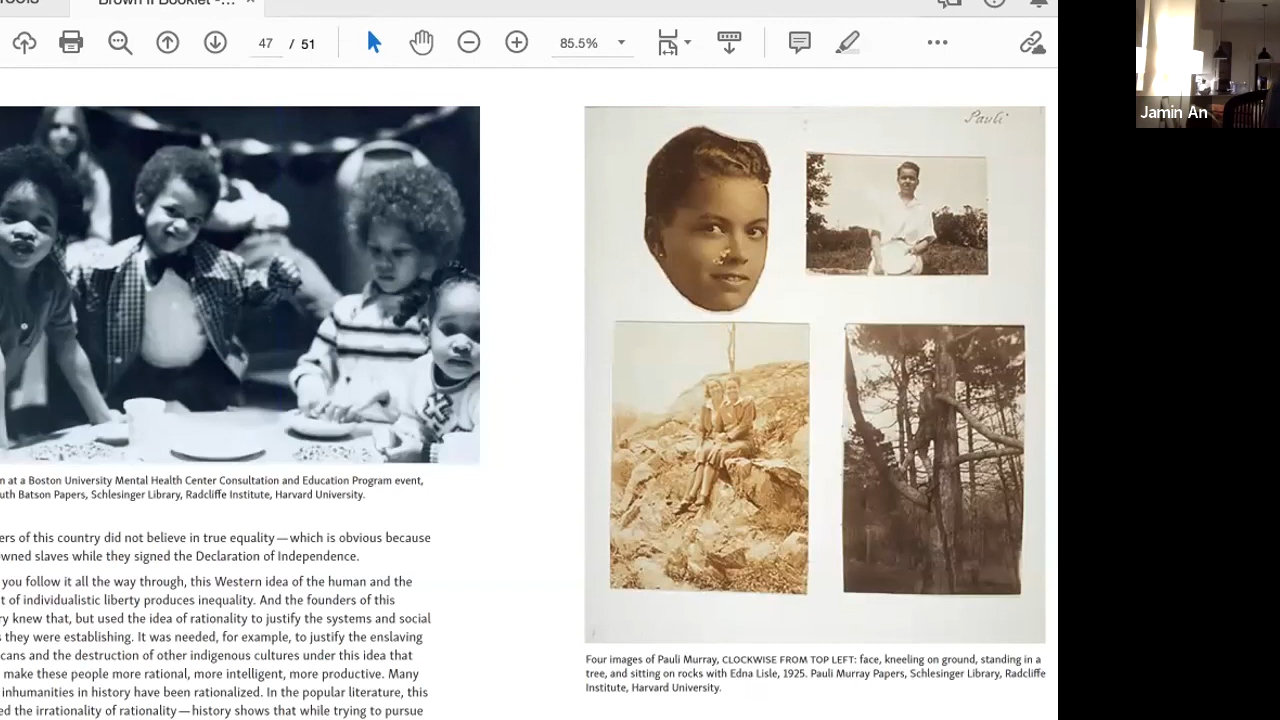 Brown II Booklet -...
47 / 51
85.5%
Jamin An
Pauli
n at a Boston University Mental Health Center Consultation and Education Program event,
uth Batson Papers, Schlesinger Library, Radcliffe Institute, Harvard University.
ers of this country did not believe in true equality—which is obvious because
owned slaves while they signed the Declaration of Independence.
you follow it all the way through, this Western idea of the human and the
t of individualistic liberty produces inequality. And the founders of this
ry knew that, but used the idea of rationality to justify the systems and social
s they were establishing. It was needed, for example, to justify the enslaving
cans and the destruction of other indigenous cultures under this idea that
make these people more rational, more intelligent, more productive. Many
inhumanities in history have been rationalized. In the popular literature, this
ed the irrationality of rationality—history shows that while trying to pursue
Four images of Pauli Murray, CLOCKWISE FROM TOP LEFT: face, kneeling on ground, standing in a
tree, and sitting on rocks with Edna Lisle, 1925. Pauli Murray Papers, Schlesinger Library, Radcliffe
Institute, Harvard University.